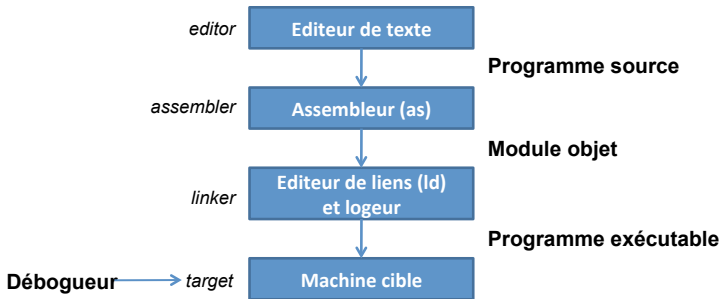 editor
Editeur de texte
Programme source
assembler
Assembleur (as)
Module objet
linker
Editeur de liens (ld)
et logeur
Programme exécutable
Débogueur
target
Machine cible